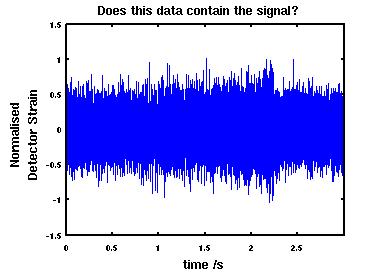 Does this data contain the signal?
Normalised
Detector Strain
1.5
1
0.5
0
-0.5
-1
-1.5
0 0.5 1 1.5 2 2.5
time /s